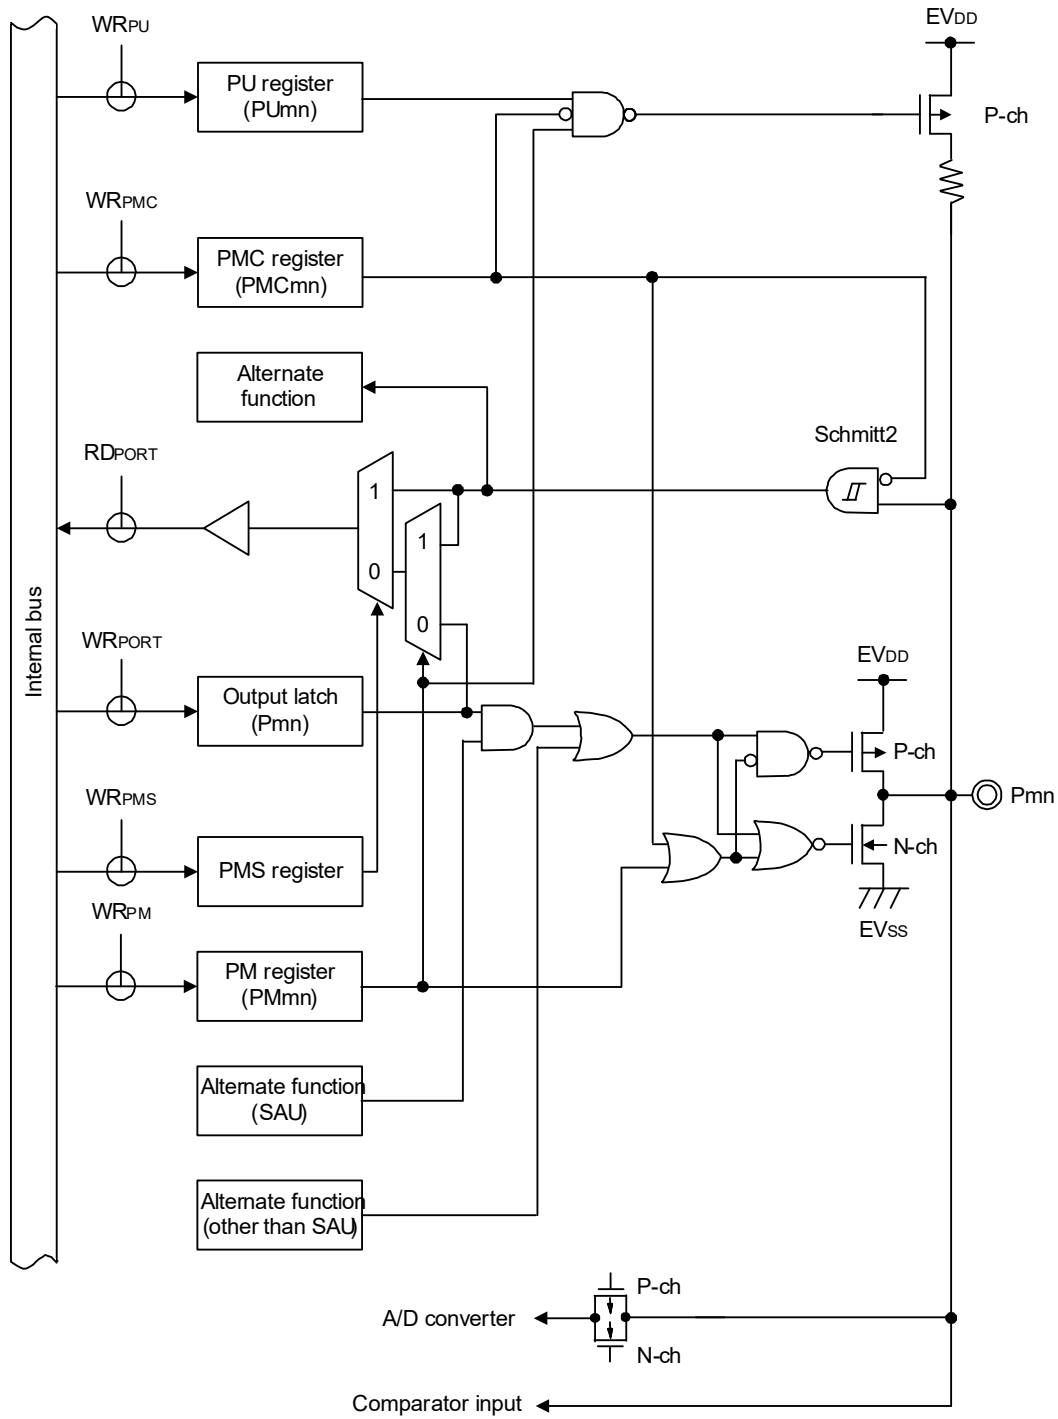 WRPU
EVDD
PU register
(PUmn)
P-ch
WRPMC
PMC register
(PMCmn)
Alternate
function
Schmitt2
RDPORT
1
1
0
Internal bus
0
WRPORT
EVDD
Output latch
(Pmn)
P-ch
WRPMS
Pmn
N-ch
PMS register
WRPM
EVSS
PM register
(PMmn)
Alternate function
(SAU)
Alternate function
(other than SAU)
P-ch
A/D converter
N-ch
Comparator input